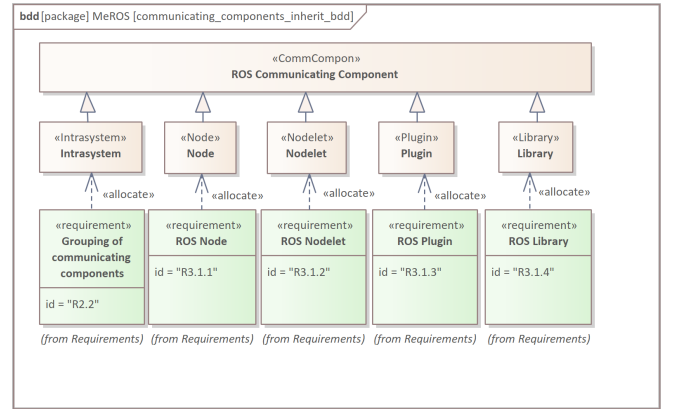 bdd [package] MeROS [communicating_components_inherit_bdd]
«CommCompon»
ROS Communicating Component
«Intrasystem»
Intrasystem
«Node»
Node
«Nodelet»
Nodelet
«Plugin»
Plugin
«Library»
Library
«allocate»
«allocate»
«allocate»
«allocate»
«allocate»
«requirement»
Grouping of
communicating
components
id = "R2.2"
(from Requirements)
«requirement»
ROS Node
id = "R3.1.1"
(from Requirements)
«requirement»
ROS Nodelet
id = "R3.1.2"
(from Requirements)
«requirement»
ROS Plugin
id = "R3.1.3"
(from Requirements)
«requirement»
ROS Library
id = "R3.1.4"
(from Requirements)